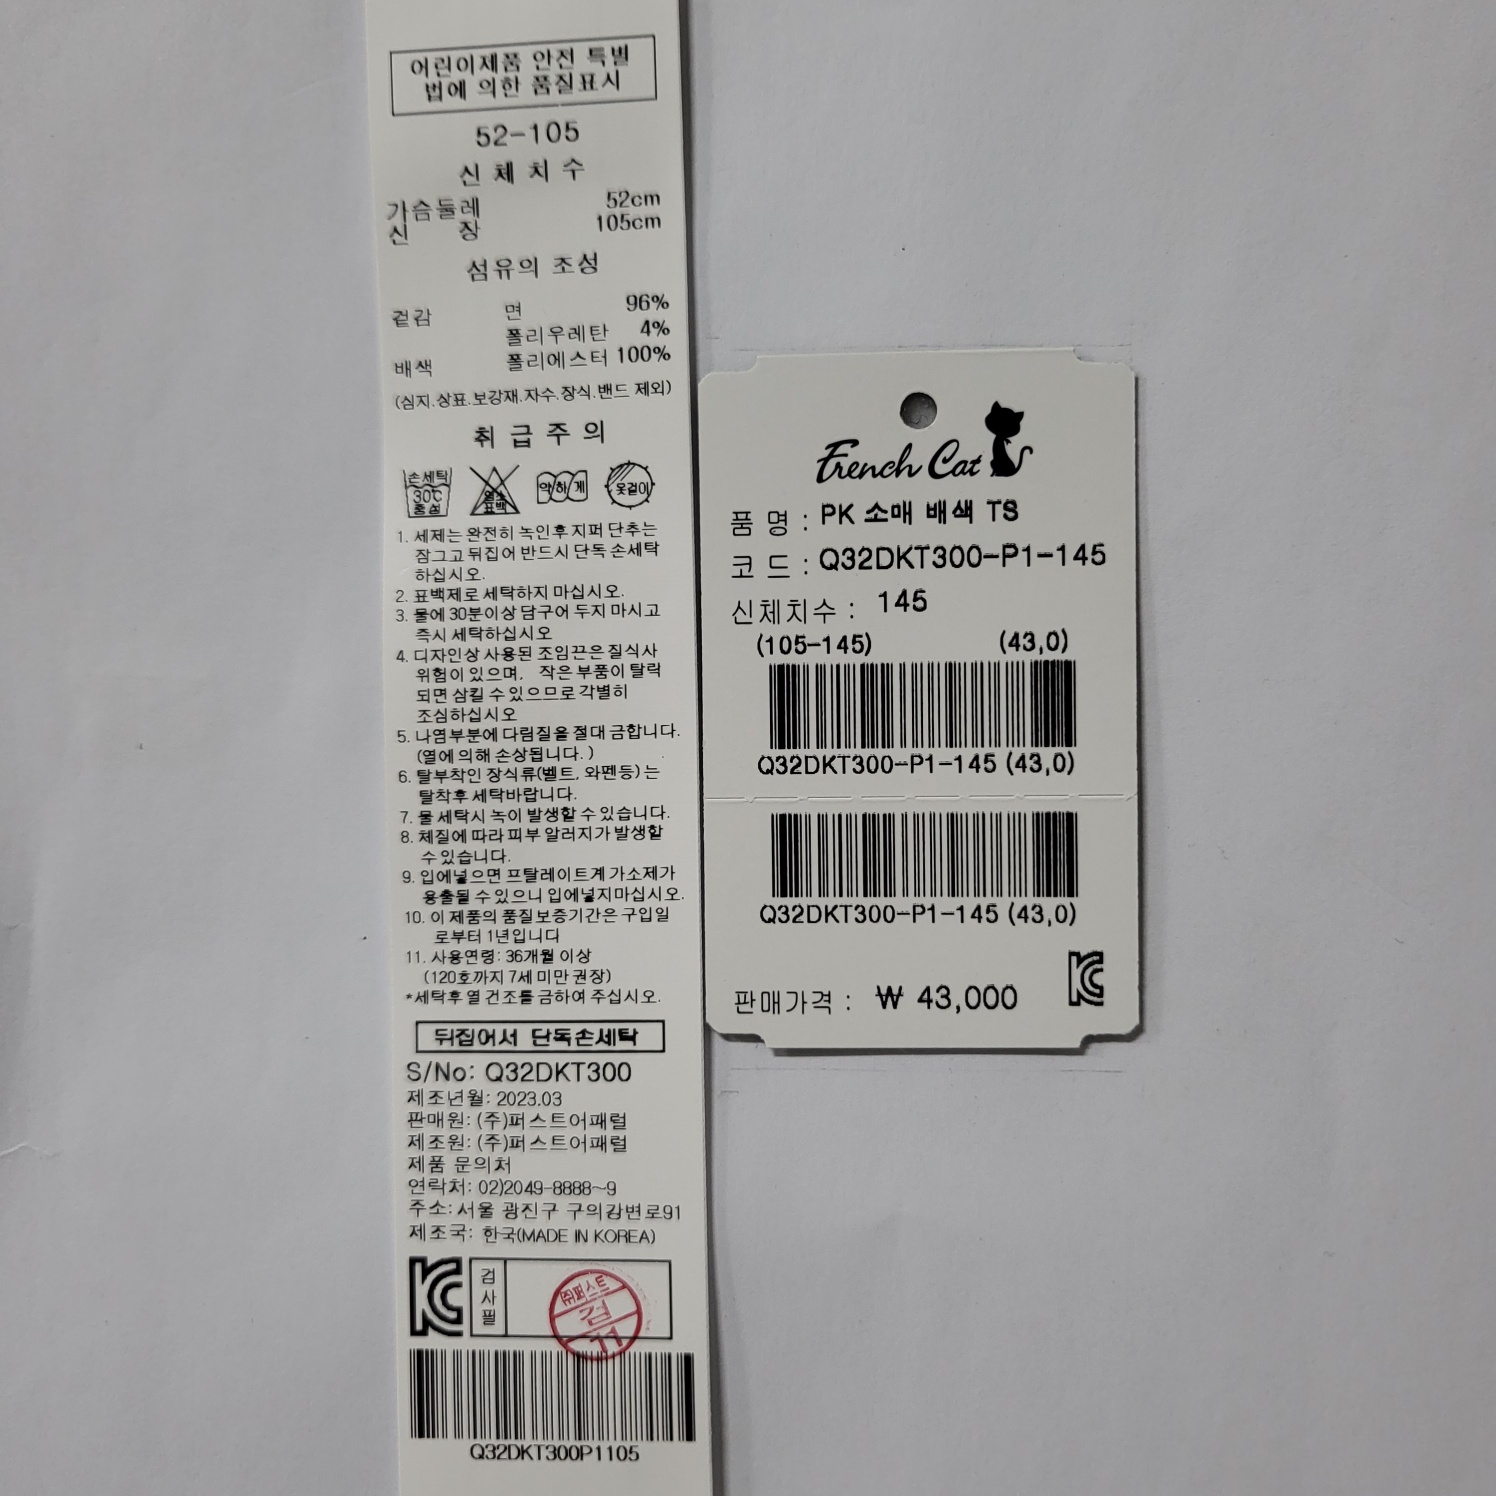 어린이제품 안전 특별
법에 의한 품질표시
52-105
신 체 치 수
가슴둘레 52cm
신 장 105cm
섬유의 조성
겉감 면 96%
폴리우레탄 4%
배색 폴리에스터 100%
(심지.상표.보강재.자수.장식.밴드 제외)
취 급 주 의
손세탁 30℃ 중성
염소 표백
약하게
옷걸이
1. 세제는 완전히 녹인후 지퍼 단추는
잠그고 뒤집어 반드시 단독 손세탁
하십시오.
2. 표백제로 세탁하지 마십시오.
3. 물에 30분이상 담구어 두지 마시고
즉시 세탁하십시오
4. 디자인상 사용된 조임끈은 질식사
위험이 있으며, 작은 부품이 탈락
되면 삼킬 수 있으므로 각별히
조심하십시오
5. 나염부분에 다림질을 절대 금합니다.
(열에 의해 손상됩니다. )
6. 탈부착인 장식류(벨트, 와펜등) 는
탈착후 세탁바랍니다.
7. 물 세탁시 녹이 발생할 수 있습니다.
8. 체질에 따라 피부 알러지가 발생할
수 있습니다.
9. 입에넣으면 프탈레이트계 가소제가
용출될 수 있으니 입에넣지마십시오.
10. 이 제품의 품질보증기간은 구입일
로부터 1년입니다
11. 사용연령: 36개월 이상
(120호까지 7세 미만 권장)
*세탁후 열 건조를 금하여 주십시오.
뒤집어서 단독손세탁
S/No: Q32DKT300
제조년월: 2023.03
판매원: (주)퍼스트어패럴
제조원: (주)퍼스트어패럴
제품 문의처
연락처: 02)2049-8888~9
주소: 서울 광진구 구의강변로91
제조국: 한국(MADE IN KOREA)
KC 검사필
㈜퍼스트
검
11
Q32DKT300P1105
French Cat
품 명 : PK 소매 배색 TS
코 드 : Q32DKT300-P1-145
신체치수 : 145
(105-145) (43,0)
Q32DKT300-P1-145 (43,0)
Q32DKT300-P1-145 (43,0)
KC
판매가격 : ₩ 43,000